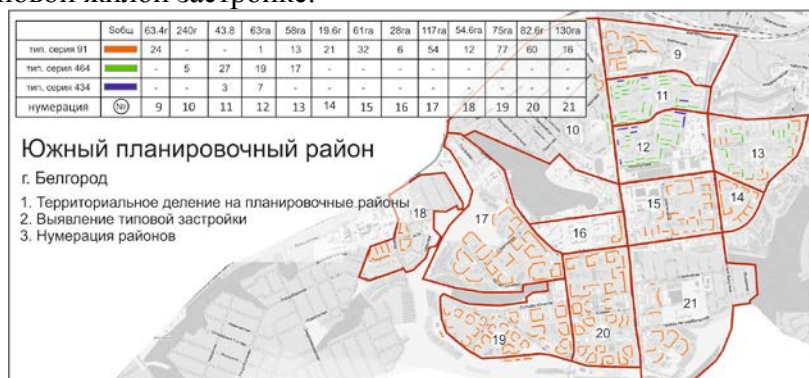 новой жилой застройке.
Sобщ 63.4г 240г 43.8 63га 58га 19.6г 61га 28га 117га 54.6га 75га 82.6г 130га
тип. серия 91 24 - - 1 13 21 32 6 54 12 77 60 16
тип. серия 464 - 5 27 19 17 - - - - - - - -
тип. серия 434 - - 3 7 - - - - - - - - -
нумерация № 9 10 11 12 13 14 15 16 17 18 19 20 21
Южный планировочный район
г. Белгород
1. Территориальное деление на планировочные районы
2. Выявление типовой застройки
3. Нумерация районов
9
11
10
12
13
18
17
15
14
16
21
19
20